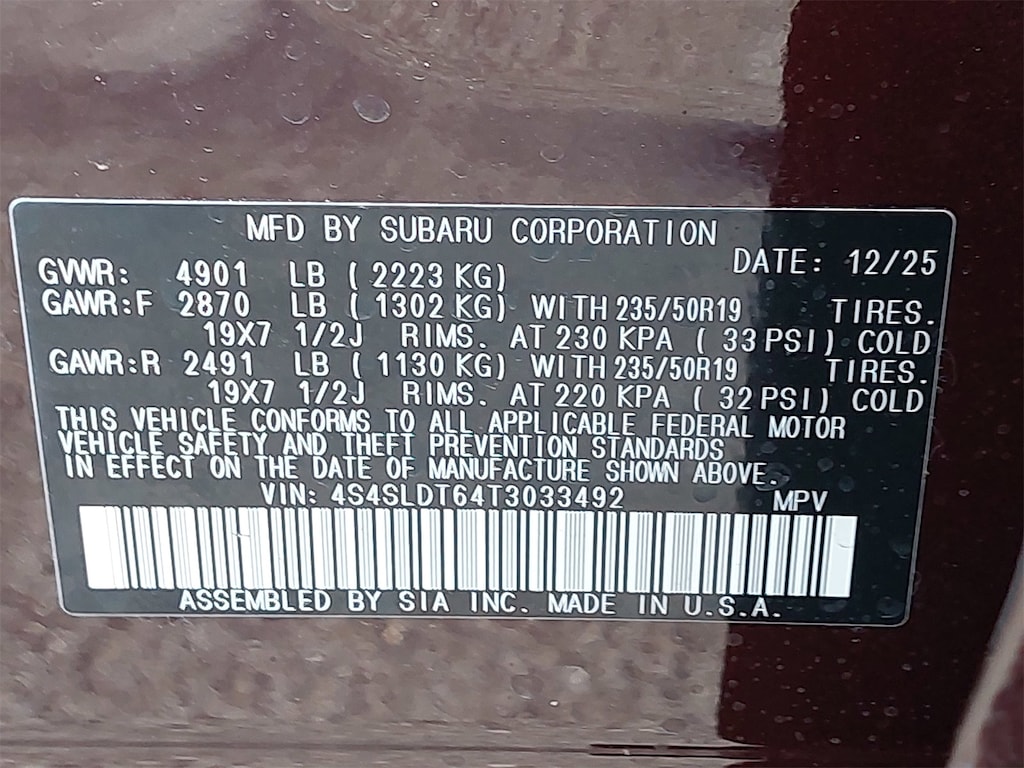 MFD BY SUBARU CORPORATION
DATE: 12/25
GVWR: 4901 LB ( 2223 KG)
GAWR:F 2870 LB ( 1302 KG) WITH 235/50R19 TIRES.
19X7 1/2J RIMS. AT 230 KPA ( 33 PSI) COLD
GAWR:R 2491 LB ( 1130 KG) WITH 235/50R19 TIRES.
19X7 1/2J RIMS. AT 220 KPA ( 32 PSI) COLD
THIS VEHICLE CONFORMS TO ALL APPLICABLE FEDERAL MOTOR
VEHICLE SAFETY AND THEFT PREVENTION STANDARDS
IN EFFECT ON THE DATE OF MANUFACTURE SHOWN ABOVE.
VIN: 4S4SLDT64T3033492 MPV
ASSEMBLED BY SIA INC. MADE IN U.S.A.